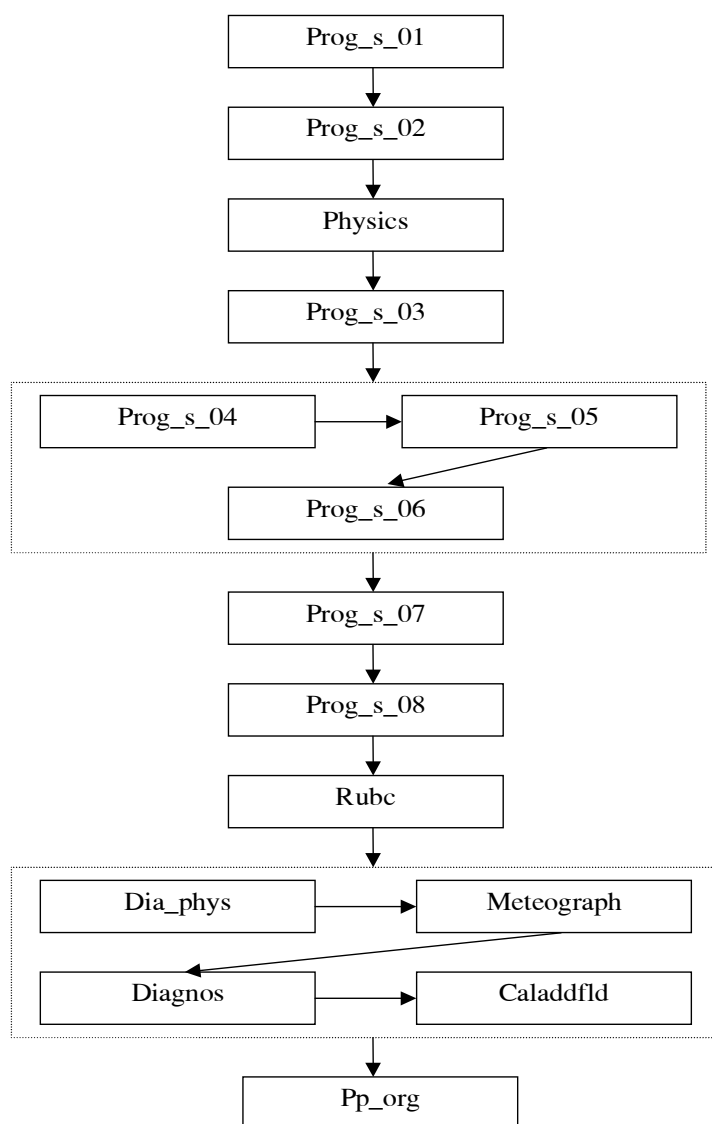 Prog_s_01
Prog_s_02
Physics
Prog_s_03
Prog_s_04
Prog_s_05
Prog_s_06
Prog_s_07
Prog_s_08
Rubc
Dia_phys
Meteograph
Diagnos
Caladdfld
Pp_org